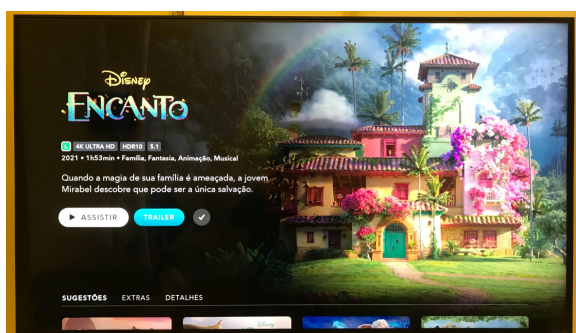 Disney
ENCANTO
L 4K ULTRA HD HDR10 5.1
2021 • 1h53min • Família, Fantasia, Animação, Musical
Quando a magia de sua família é ameaçada, a jovem
Mirabel descobre que pode ser a única salvação.
ASSISTIR TRAILER
SUGESTÕES EXTRAS DETALHES
Disney